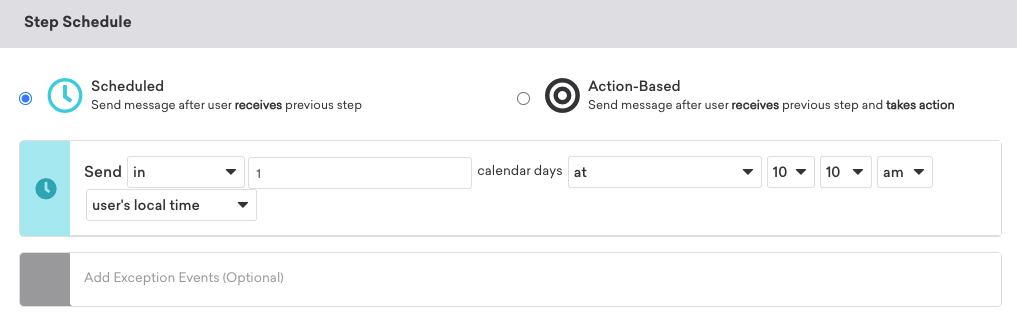 Step Schedule
Scheduled
Send message after user receives previous step
Action-Based
Send message after user receives previous step and takes action
Send in 1 calendar days at 10 10 am
user's local time
Add Exception Events (Optional)